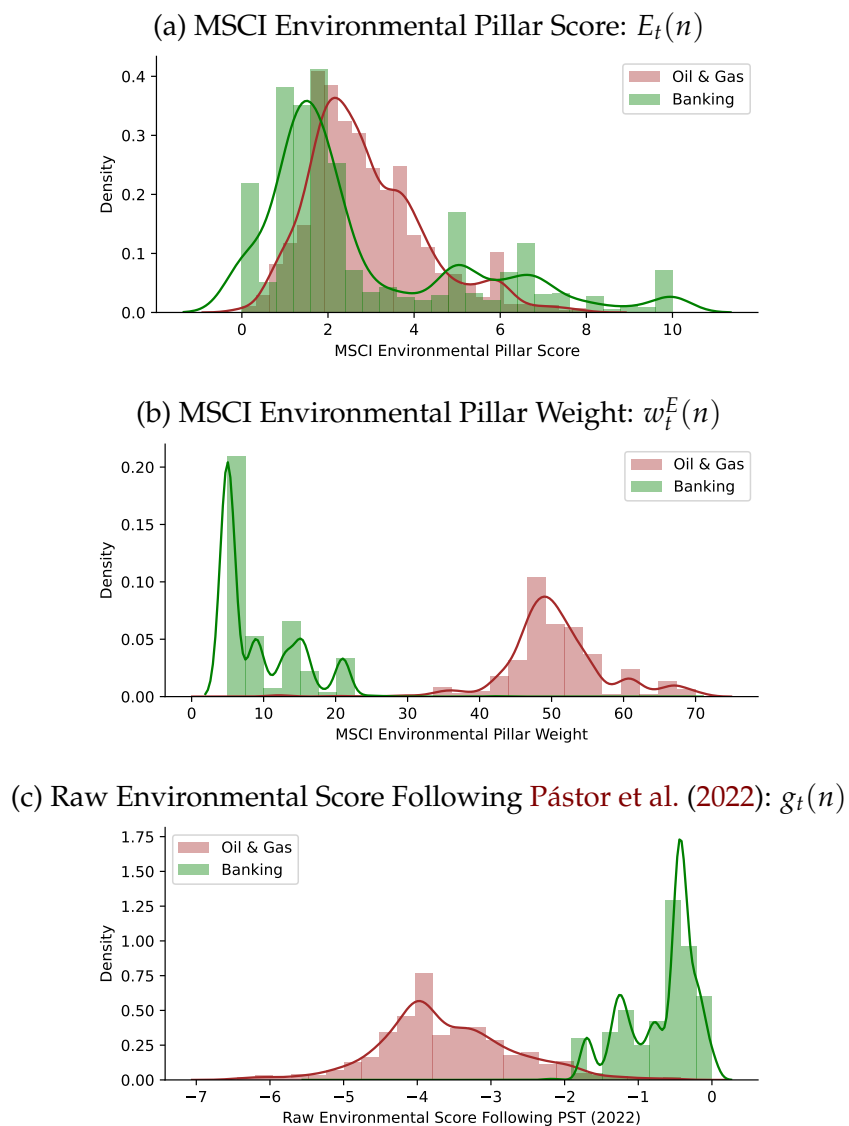 (a) MSCI Environmental Pillar Score: E_t(n)
0.4
0.3
0.2
0.1
0.0
Density
Oil & Gas
Banking
0 2 4 6 8 10
MSCI Environmental Pillar Score
(b) MSCI Environmental Pillar Weight: w_t^E(n)
0.20
0.15
0.10
0.05
0.00
Density
Oil & Gas
Banking
0 10 20 30 40 50 60 70
MSCI Environmental Pillar Weight
(c) Raw Environmental Score Following Pástor et al. (2022): g_t(n)
1.75
1.50
1.25
1.00
0.75
0.50
0.25
0.00
Density
Oil & Gas
Banking
−7 −6 −5 −4 −3 −2 −1 0
Raw Environmental Score Following PST (2022)